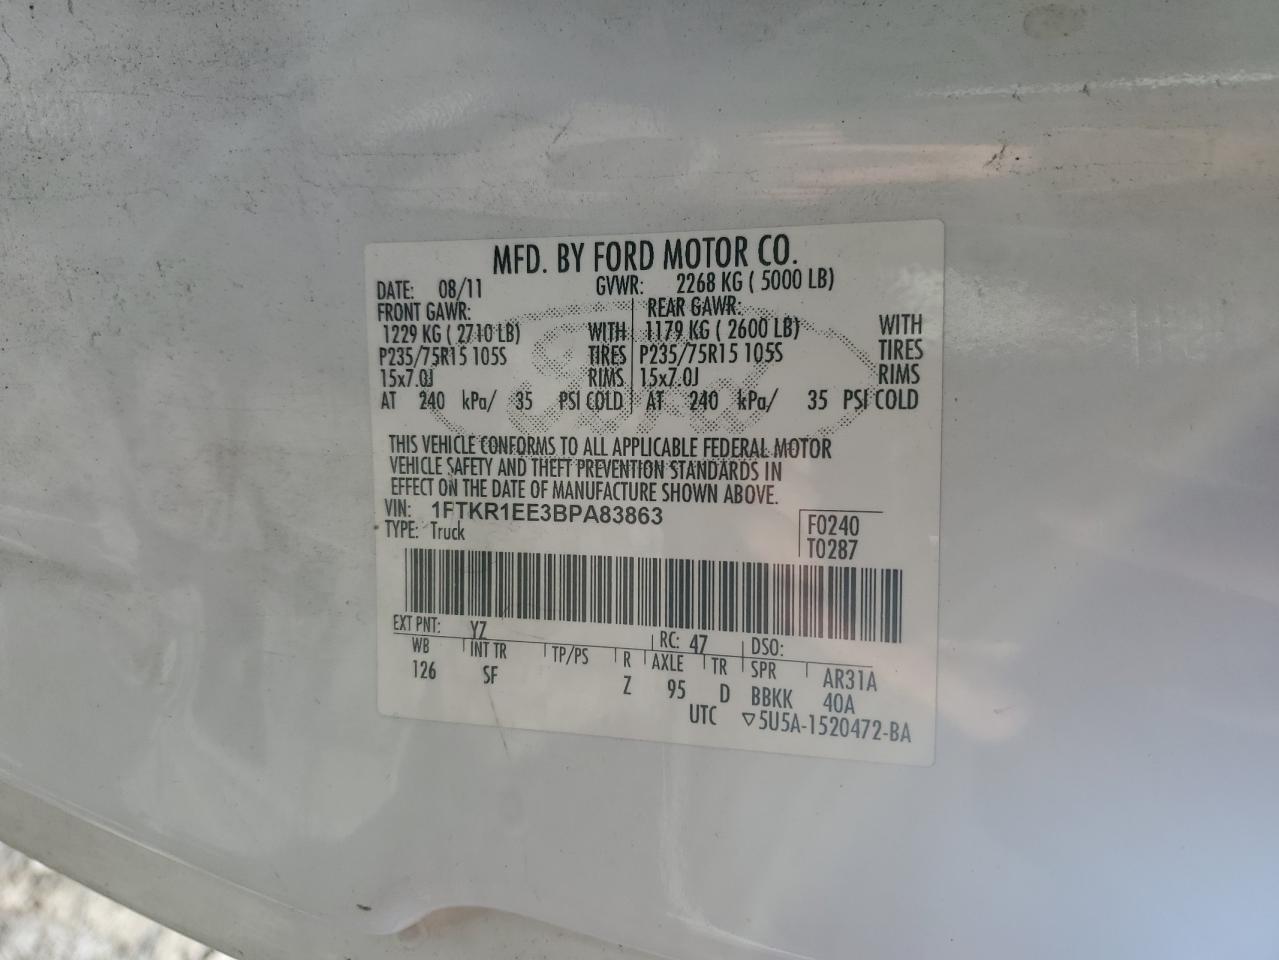 MFD. BY FORD MOTOR CO.
DATE: 08/11 GVWR: 2268 KG ( 5000 LB)
FRONT GAWR: REAR GAWR:
1229 KG ( 2710 LB) WITH 1179 KG ( 2600 LB) WITH
P235/75R15 105S TIRES P235/75R15 105S TIRES
15x7.0J RIMS 15x7.0J RIMS
AT 240 kPa/ 35 PSI COLD AT 240 kPa/ 35 PSI COLD
THIS VEHICLE CONFORMS TO ALL APPLICABLE FEDERAL MOTOR
VEHICLE SAFETY AND THEFT PREVENTION STANDARDS IN
EFFECT ON THE DATE OF MANUFACTURE SHOWN ABOVE.
VIN: 1FTKR1EE3BPA83863
TYPE: Truck F0240
T0287
EXT PNT: YZ RC: 47 DSO:
WB INT TR TP/PS R AXLE TR SPR AR31A
126 SF Z 95 D BBKK 40A
UTC ▽5U5A-1520472-BA